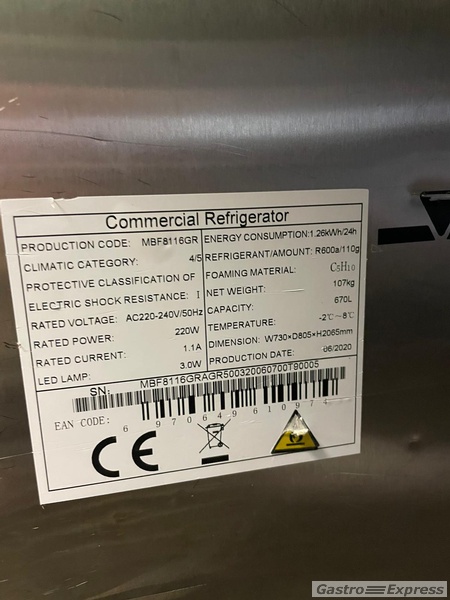 Commercial Refrigerator
PRODUCTION CODE: MBF8116GR
CLIMATIC CATEGORY: 4/5
PROTECTIVE CLASSIFICATION OF
ELECTRIC SHOCK RESISTANCE: I
RATED VOLTAGE: AC220-240V/50Hz
RATED POWER: 220W
RATED CURRENT: 1.1A
LED LAMP: 3.0W
ENERGY CONSUMPTION:1.26kWh/24h
REFRIGERANT/AMOUNT: R600a/110g
FOAMING MATERIAL: C5H10
NET WEIGHT: 107kg
CAPACITY: 670L
TEMPERATURE: -2℃~8℃
DIMENSION: W730×D805×H2065mm
PRODUCTION DATE: 06/2020
SN: MBF8116GRAGR500320060700T90005
EAN CODE: 6 970649 610974
CE
Gastro Express